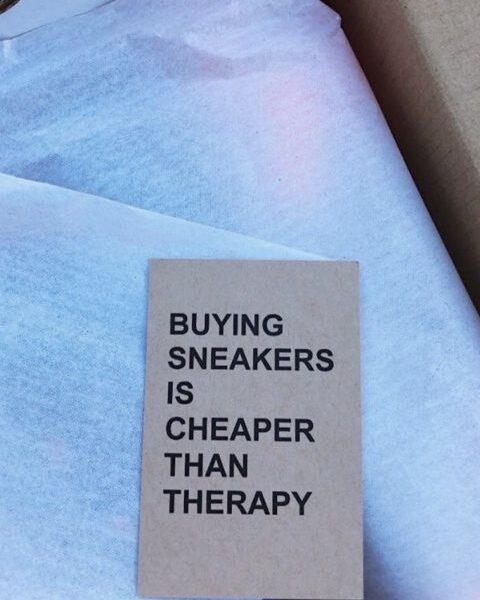 BUYING
SNEAKERS
IS
CHEAPER
THAN
THERAPY